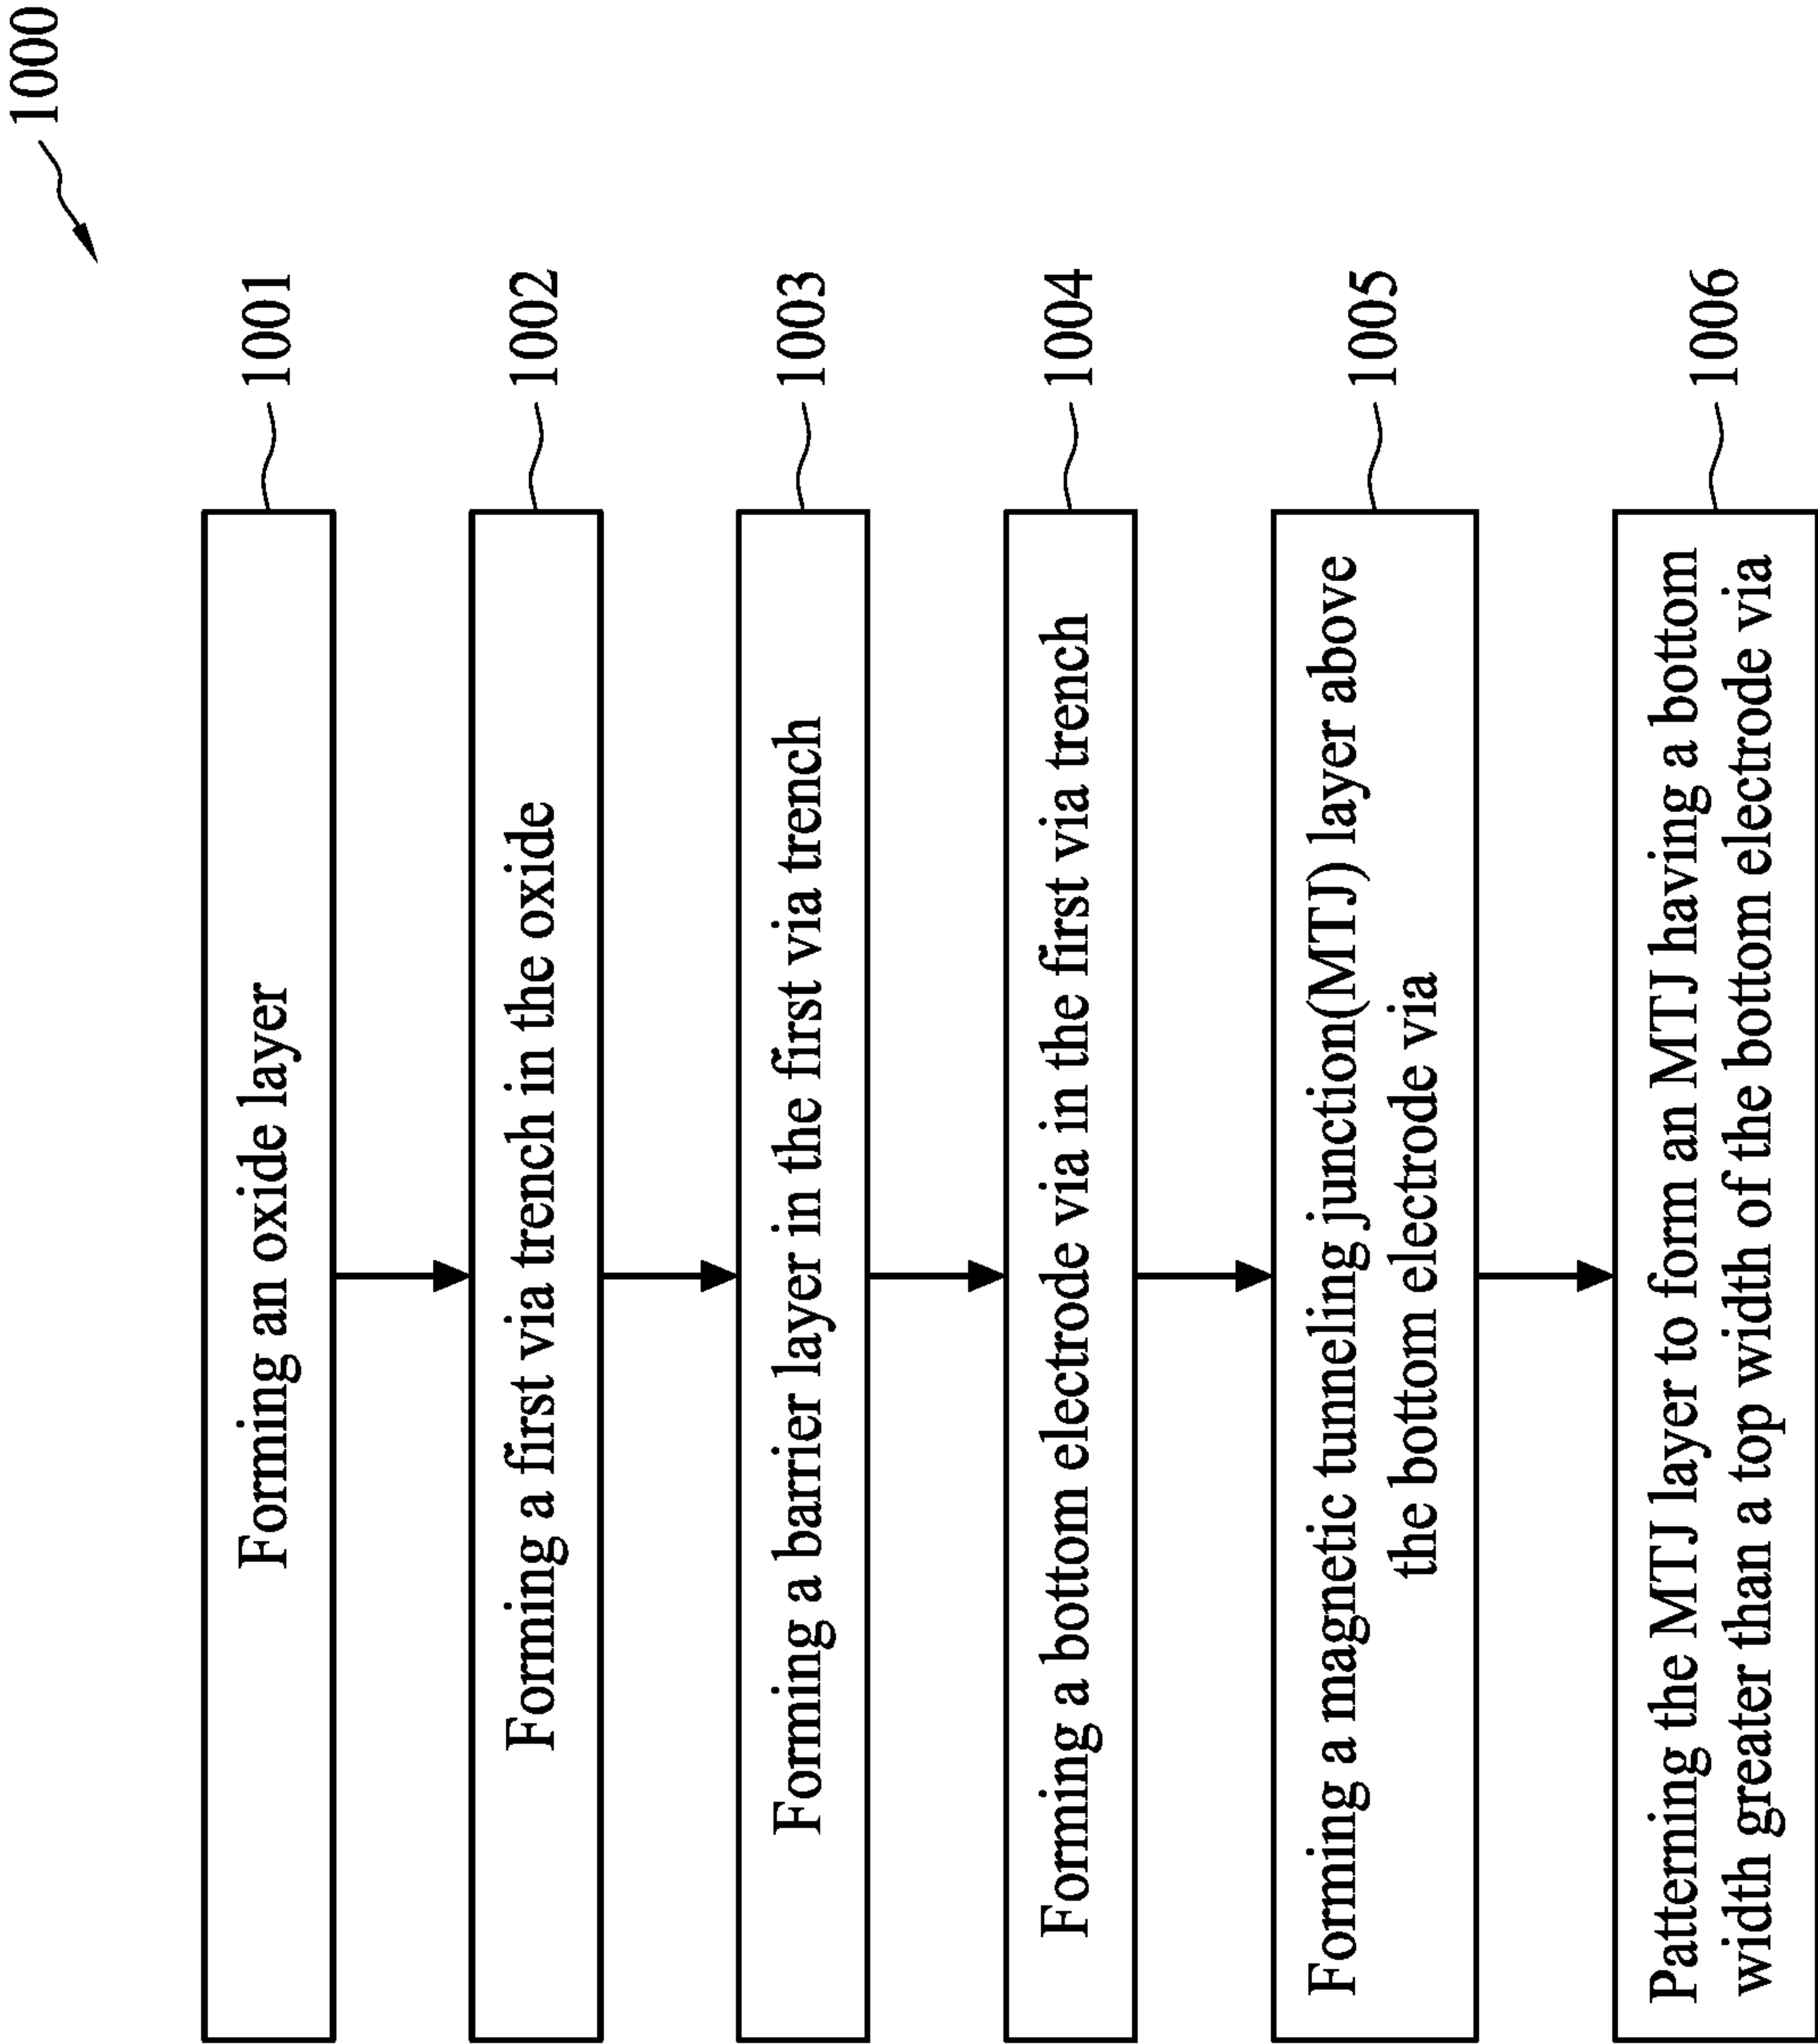 1000
Forming an oxide layer
1001
Forming a first via trench in the oxide
1002
Forming a barrier layer in the first via trench
1003
Forming a bottom electrode via in the first via trench
1004
Forming a magnetic tunneling junction(MTJ) layer above
the bottom electrode via
1005
Patterning the MTJ layer to form an MTJ having a bottom
width greater than a top width of the bottom electrode via
1006